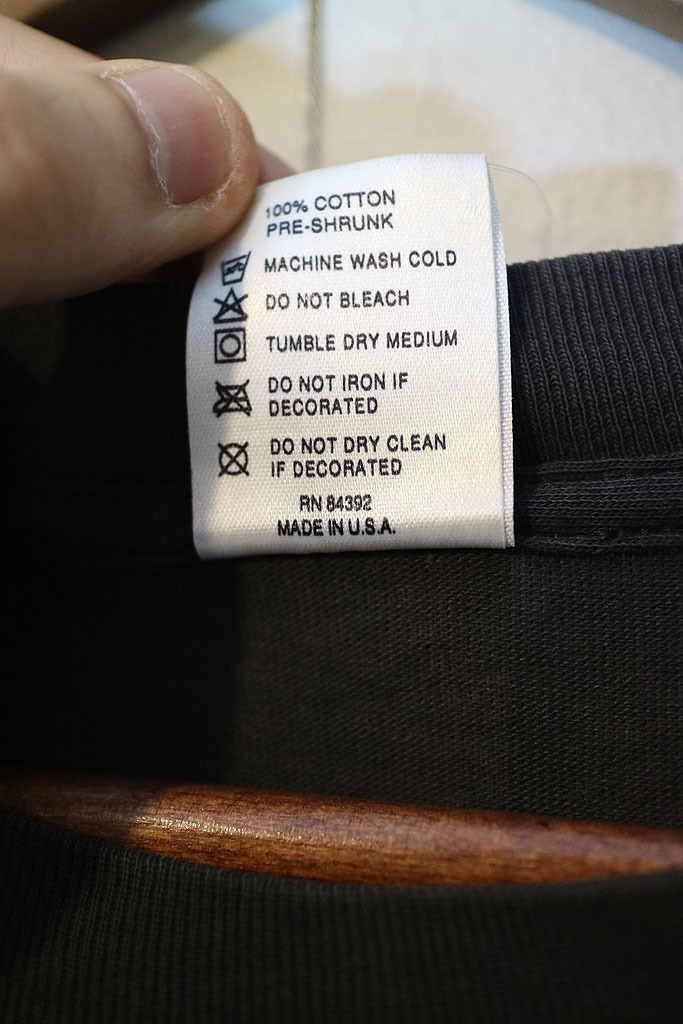 100% COTTON
PRE-SHRUNK
MACHINE WASH COLD
DO NOT BLEACH
TUMBLE DRY MEDIUM
DO NOT IRON IF
DECORATED
DO NOT DRY CLEAN
IF DECORATED
RN 84392
MADE IN U.S.A.